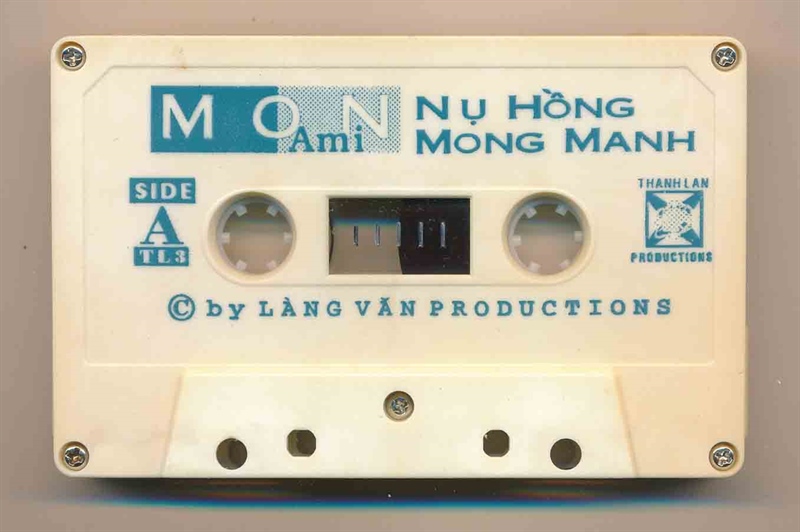 MON
Ami
Nụ Hồng
Mong Manh
SIDE
A
TL3
THANH LAN
PRODUCTIONS
© by LÀNG VĂN PRODUCTIONS